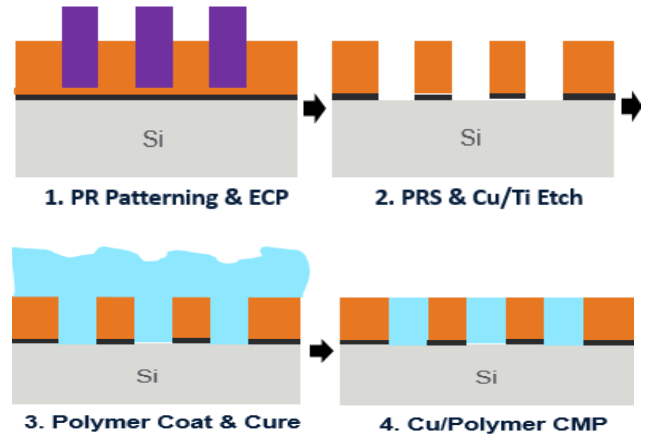 Si
Si
1. PR Patterning & ECP
2. PRS & Cu/Ti Etch
Si
Si
3. Polymer Coat & Cure
4. Cu/Polymer CMP